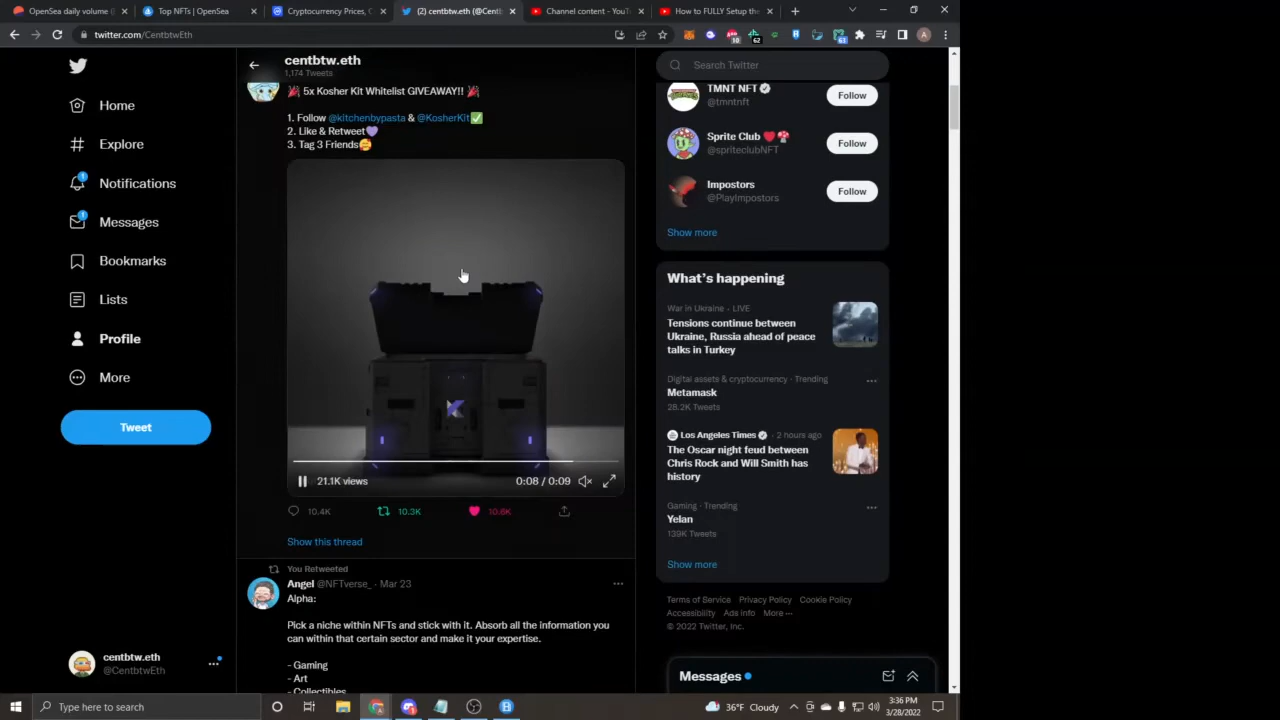 OpenSea daily volume (
Top NFTs | OpenSea
Cryptocurrency Prices, C
(2) centbtw.eth (@Centb
Channel content - YouT
How to FULLY Setup the
twitter.com/CentbtwEth
10
62
63
A
centbtw.eth
1,174 Tweets
Search Twitter
Home
Explore
1
Notifications
1
Messages
Bookmarks
Lists
Profile
More
Tweet
centbtw.eth
@CentbtwEth
🎉 5x Kosher Kit Whitelist GIVEAWAY!! 🎉
1. Follow @kitchenbypasta & @KosherKit✅
2. Like & Retweet💜
3. Tag 3 Friends🤗
21.1K views
0:08 / 0:09
10.4K
10.3K
10.6K
Show this thread
You Retweeted
Angel @NFTverse_ · Mar 23
Alpha:
Pick a niche within NFTs and stick with it. Absorb all the information you
can within that certain sector and make it your expertise.
- Gaming
- Art
- Collectibles
TMNT NFT
@tmntnft
Follow
Sprite Club ❤️🍄
@spriteclubNFT
Follow
Impostors
@PlayImpostors
Follow
Show more
What's happening
War in Ukraine · LIVE
Tensions continue between
Ukraine, Russia ahead of peace
talks in Turkey
Digital assets & cryptocurrency · Trending
Metamask
28.2K Tweets
Los Angeles Times · 2 hours ago
The Oscar night feud between
Chris Rock and Will Smith has
history
Gaming · Trending
Yelan
139K Tweets
Show more
Terms of Service Privacy Policy Cookie Policy
Accessibility Ads info More ···
© 2022 Twitter, Inc.
Messages
Type here to search
36°F Cloudy
3:36 PM
3/28/2022